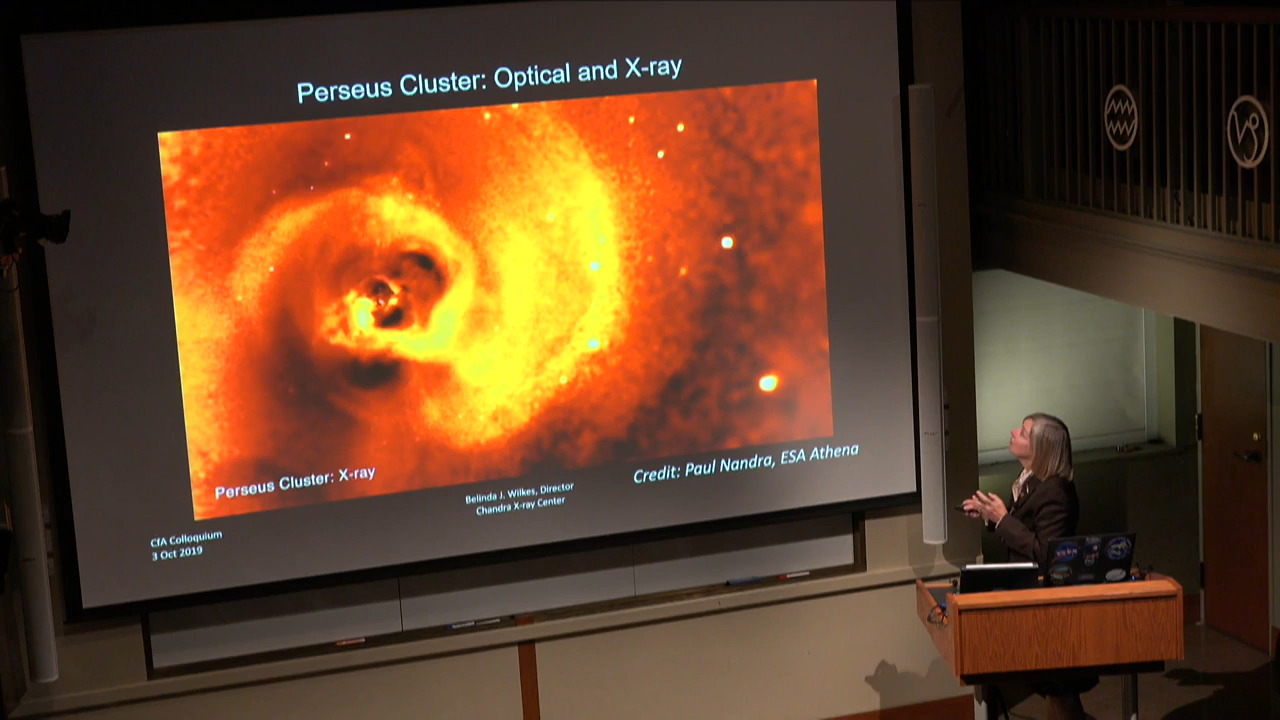 Perseus Cluster: Optical and X-ray
Perseus Cluster: X-ray
Credit: Paul Nandra, ESA Athena
Belinda J. Wilkes, Director
Chandra X-ray Center
CfA Colloquium
3 Oct 2019